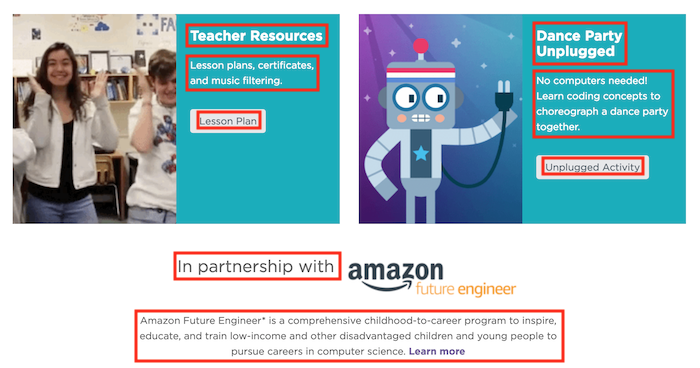 Teacher Resources
Lesson plans, certificates,
and music filtering.
Lesson Plan
Dance Party
Unplugged
No computers needed!
Learn coding concepts to
choreograph a dance party
together.
Unplugged Activity
In partnership with
amazon
future engineer
Amazon Future Engineer* is a comprehensive childhood-to-career program to inspire,
educate, and train low-income and other disadvantaged children and young people to
pursue careers in computer science. Learn more